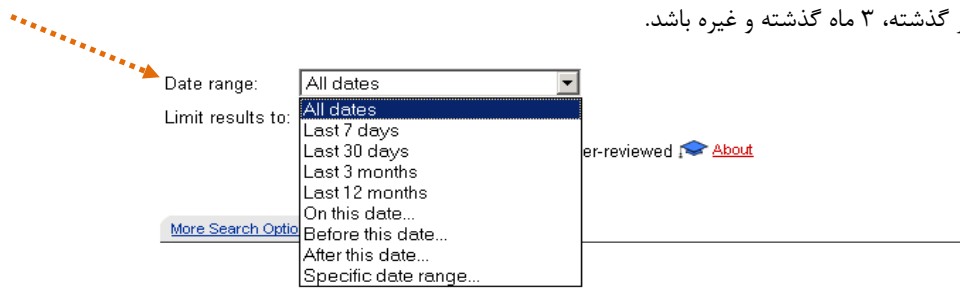 گذشته، ۳ ماه گذشته و غیره باشد.
Date range: All dates
Limit results to: All dates
Last 7 days
Last 30 days
er-reviewed About
Last 3 months
Last 12 months
On this date...
More Search Optio
Before this date...
After this date...
Specific date range...